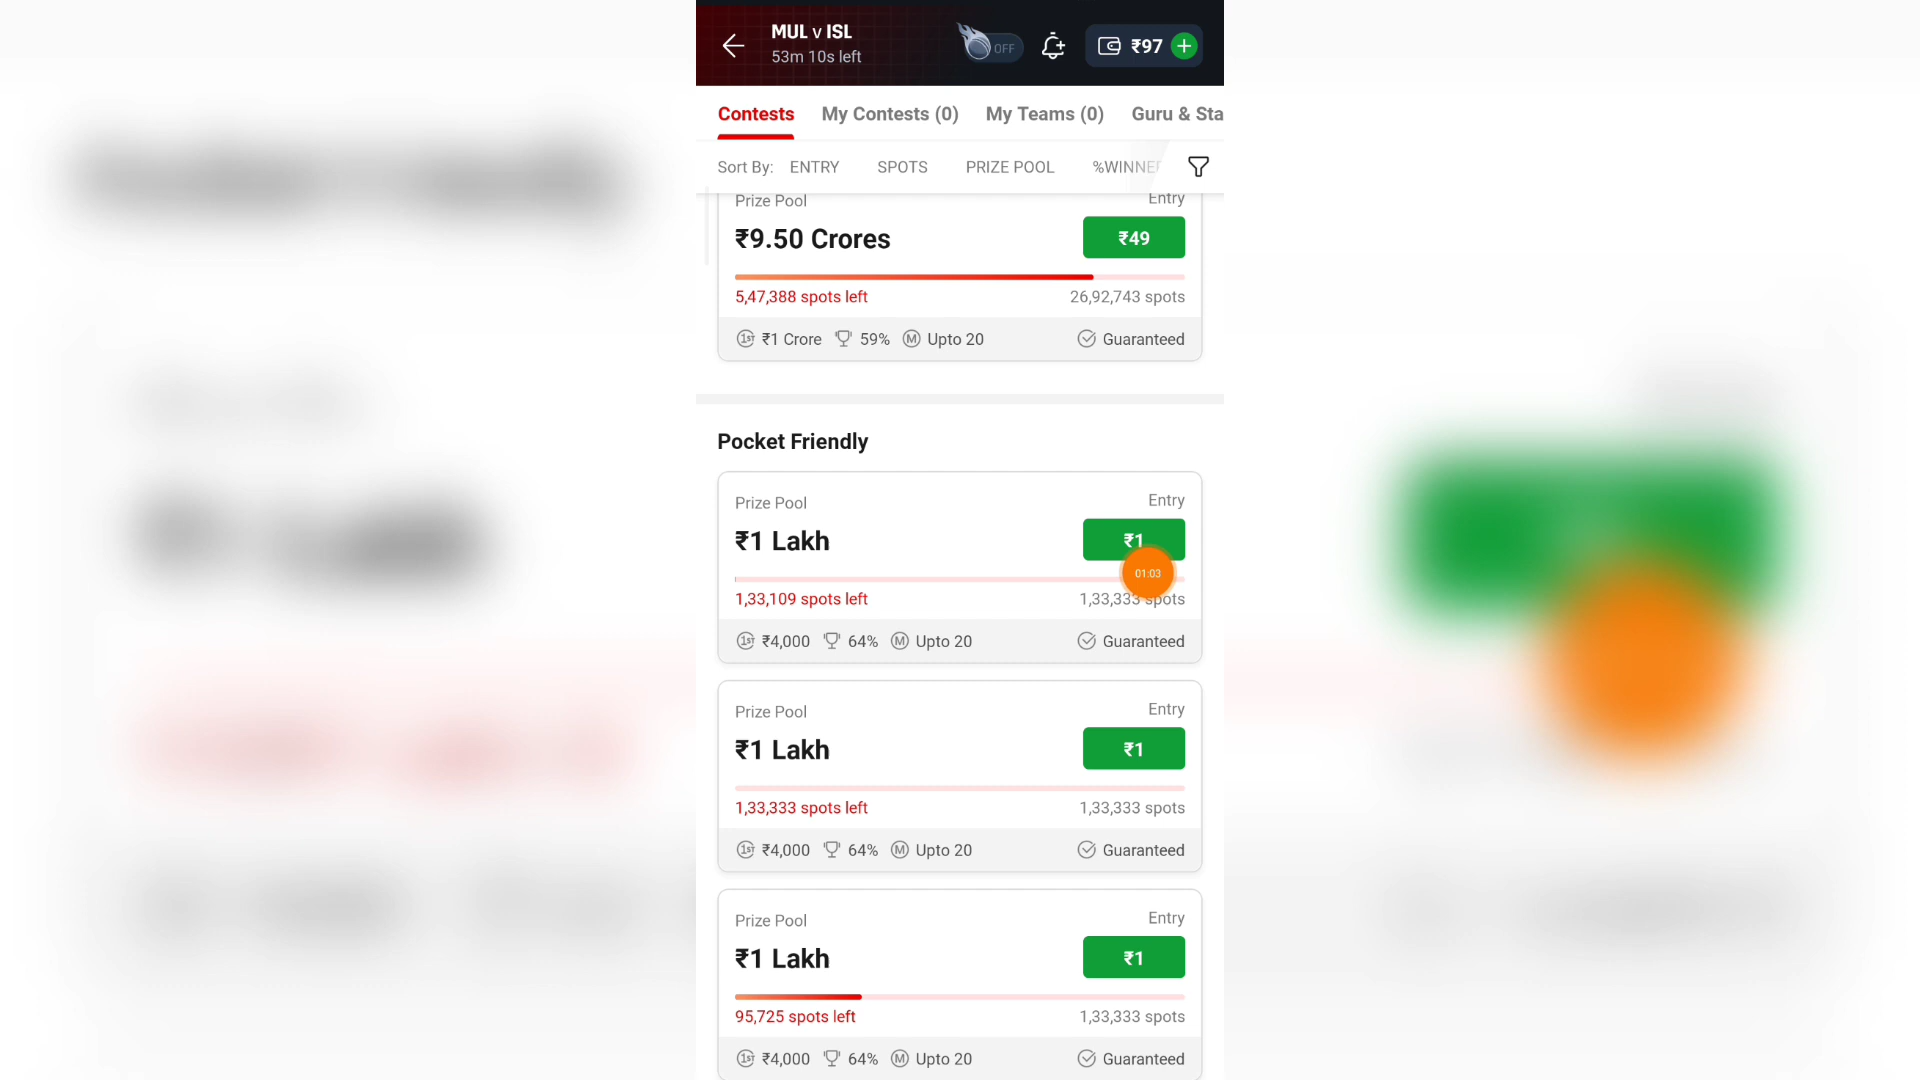 MUL v ISL
53m 10s left
OFF
₹97
Contests
My Contests (0)
My Teams (0)
Guru & Sta
Sort By:
ENTRY
SPOTS
PRIZE POOL
%WINNE
Prize Pool
Entry
₹9.50 Crores
₹49
5,47,388 spots left
26,92,743 spots
1ST ₹1 Crore
59%
M Upto 20
Guaranteed
Pocket Friendly
Prize Pool
Entry
₹1 Lakh
₹1
01:03
1,33,109 spots left
1,33,333 spots
1ST ₹4,000
64%
M Upto 20
Guaranteed
Prize Pool
Entry
₹1 Lakh
₹1
1,33,333 spots left
1,33,333 spots
1ST ₹4,000
64%
M Upto 20
Guaranteed
Prize Pool
Entry
₹1 Lakh
₹1
95,725 spots left
1,33,333 spots
1ST ₹4,000
64%
M Upto 20
Guaranteed